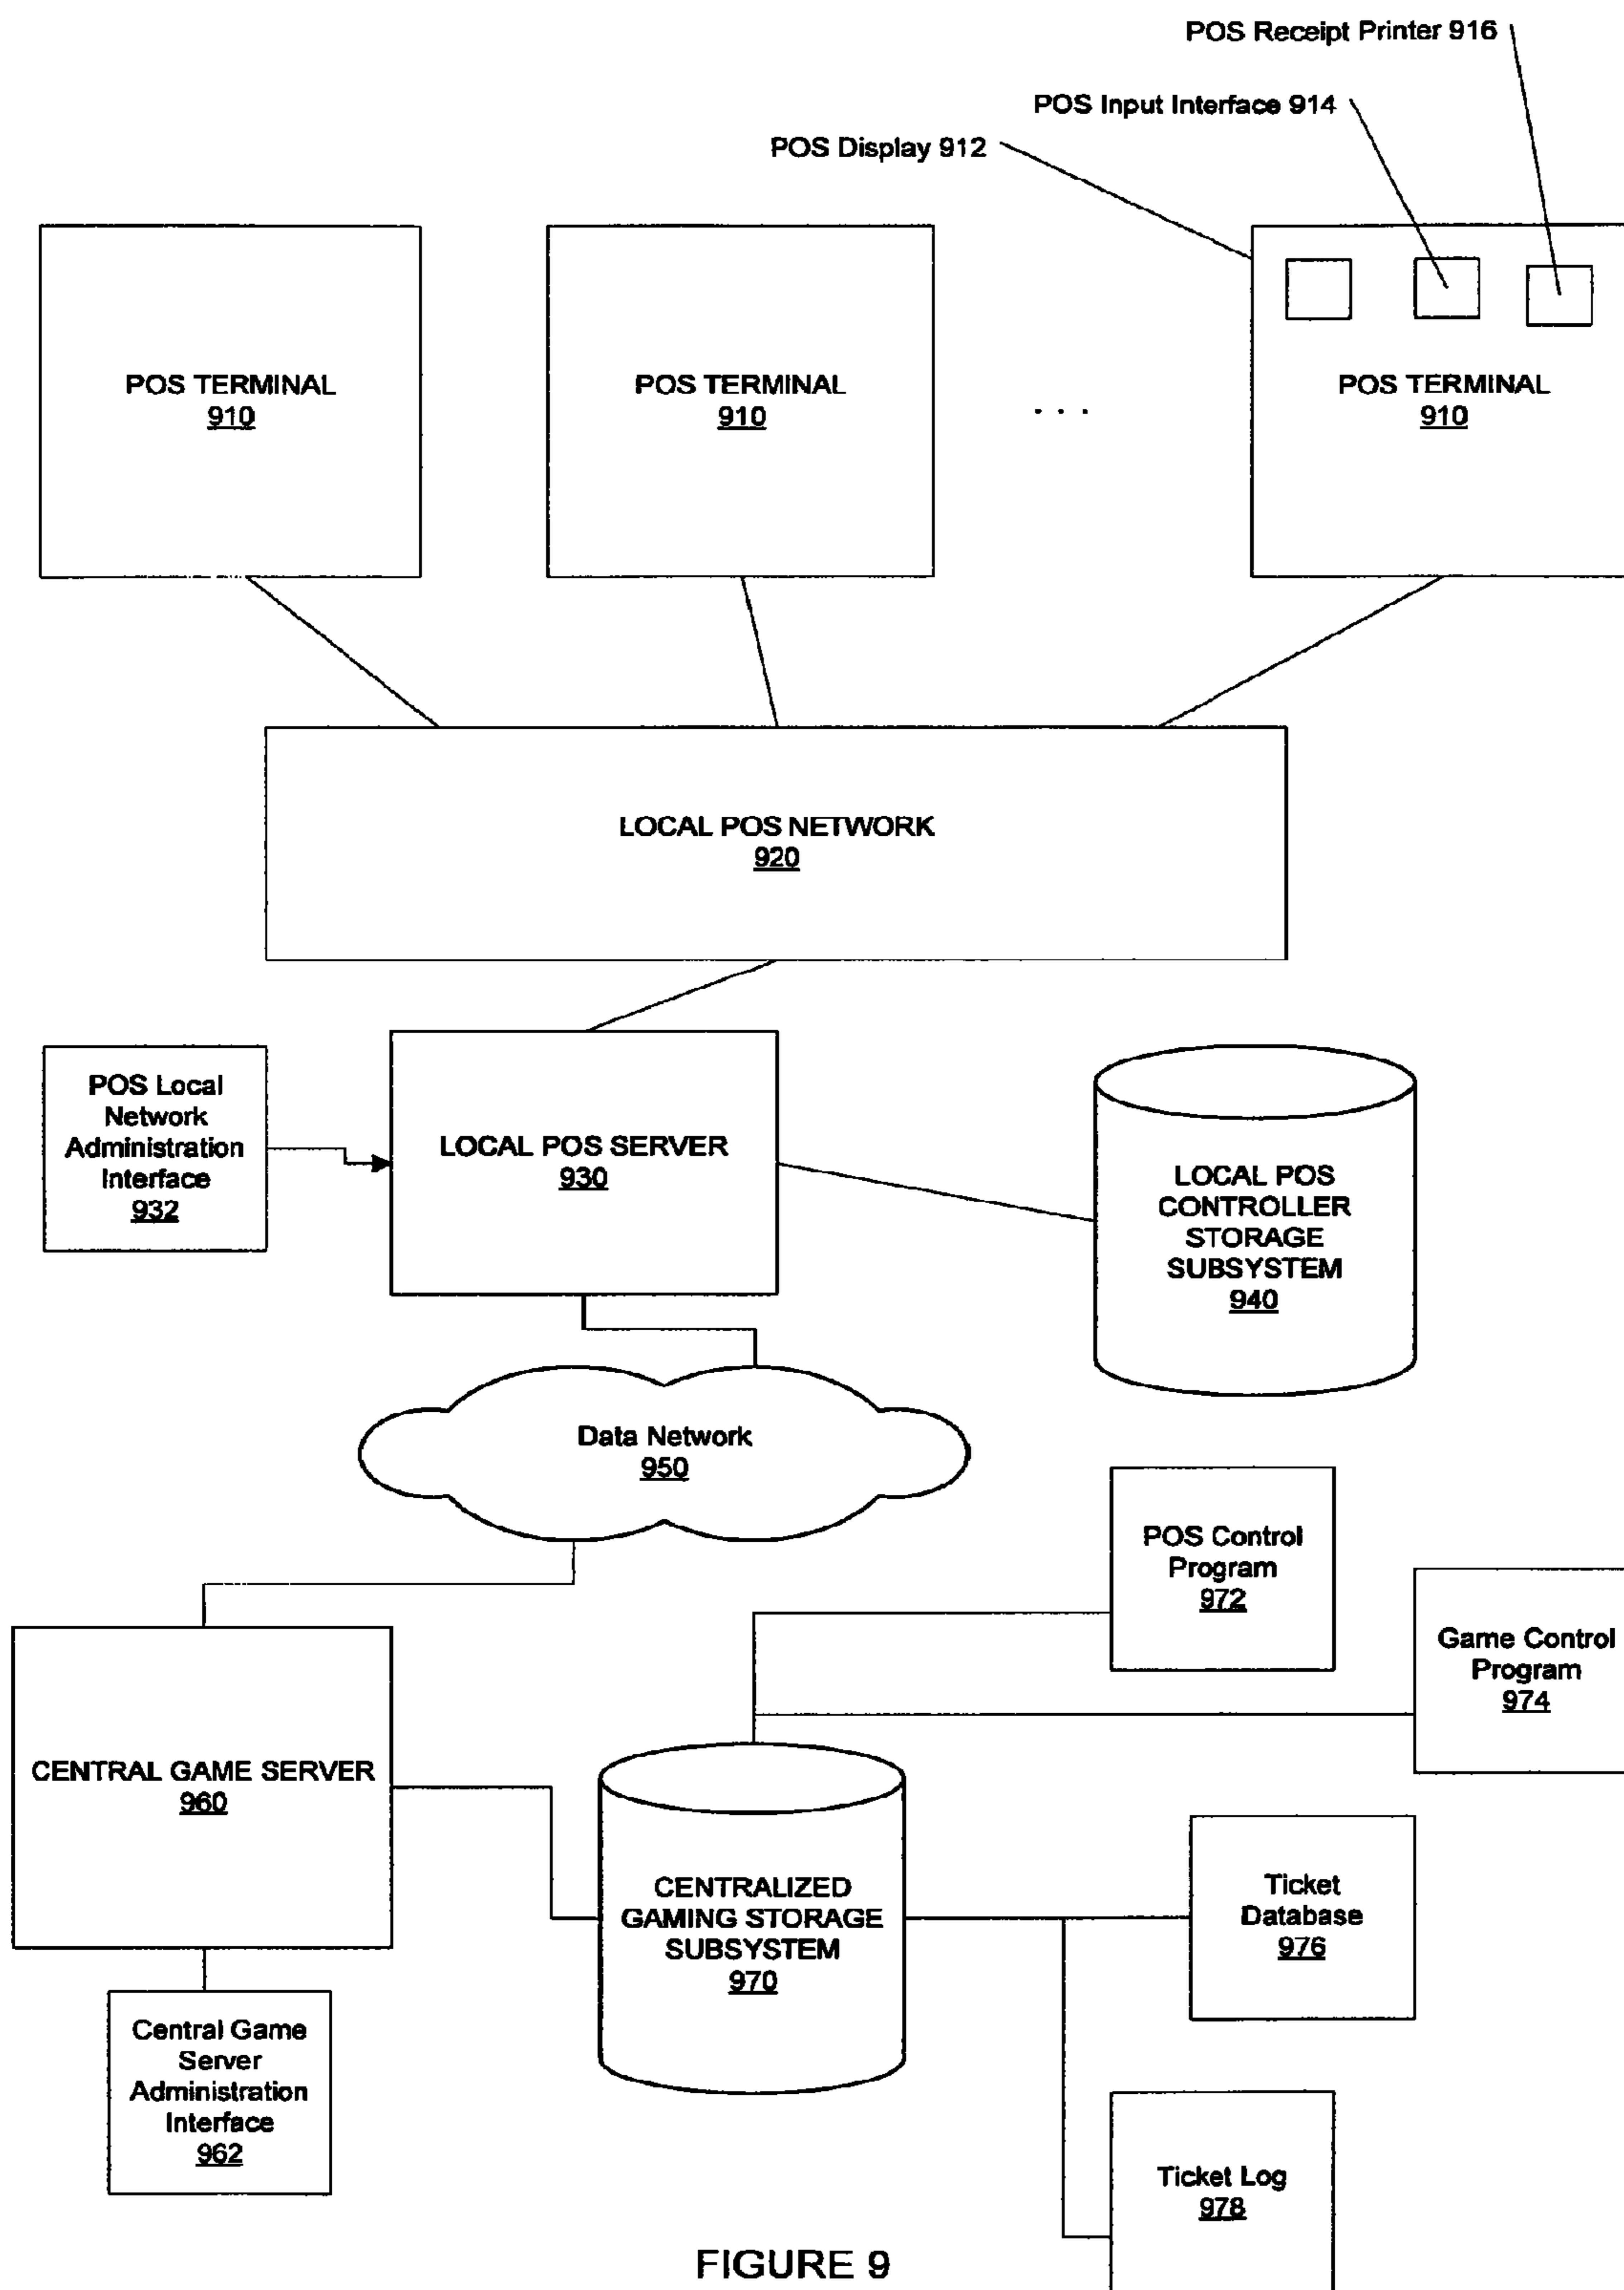 POS Receipt Printer 916
POS Input Interface 914
POS Display 912
POS TERMINAL
910
POS TERMINAL
910
. . .
POS TERMINAL
910
LOCAL POS NETWORK
920
POS Local
Network
Administration
Interface
932
LOCAL POS SERVER
930
LOCAL POS
CONTROLLER
STORAGE
SUBSYSTEM
940
Data Network
950
POS Control
Program
972
Game Control
Program
974
CENTRAL GAME SERVER
960
CENTRALIZED
GAMING STORAGE
SUBSYSTEM
970
Ticket
Database
976
Central Game
Server
Administration
Interface
962
Ticket Log
978
FIGURE 9